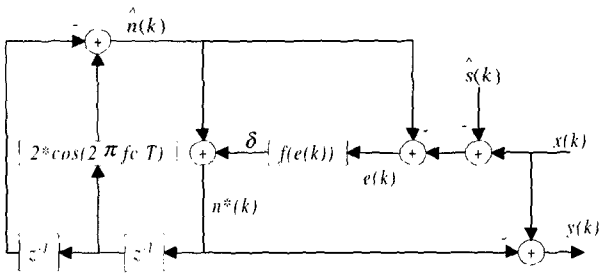 -
+
n̂(k)
ŝ(k)
-
-
2*cos(2 π fc T)
+
δ
f(e(k))
+
+
x(k)
e(k)
n*(k)
z⁻¹
z⁻¹
-
+
y(k)